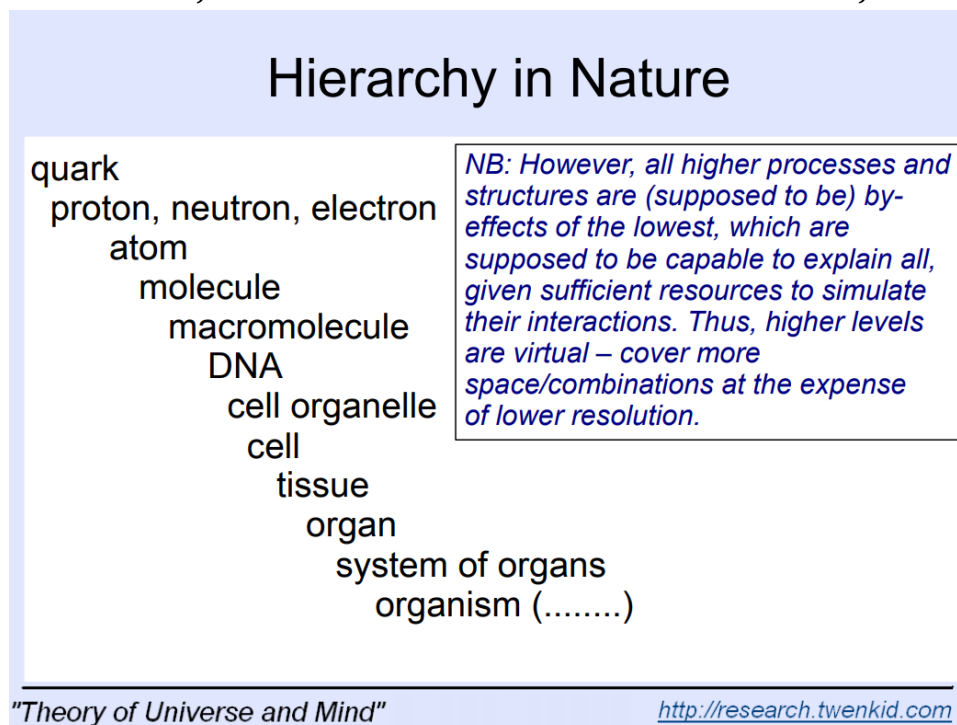 Hierarchy in Nature
quark
proton, neutron, electron
atom
molecule
macromolecule
DNA
cell organelle
cell
tissue
organ
system of organs
organism (........)
NB: However, all higher processes and
structures are (supposed to be) by-
effects of the lowest, which are
supposed to be capable to explain all,
given sufficient resources to simulate
their interactions. Thus, higher levels
are virtual – cover more
space/combinations at the expense
of lower resolution.
"Theory of Universe and Mind"
http://research.twenkid.com